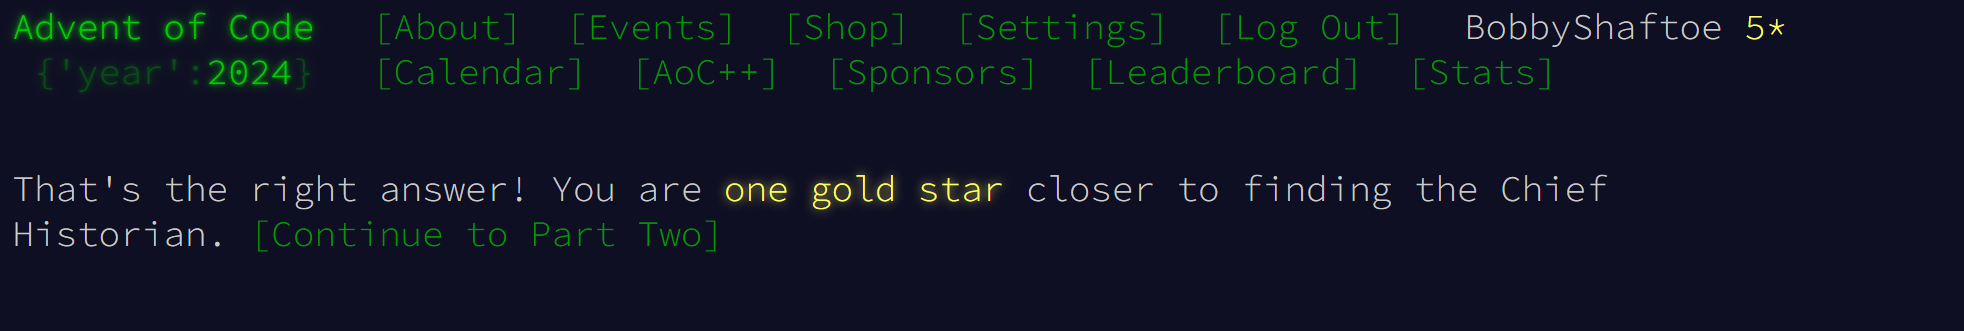 Advent of Code [About] [Events] [Shop] [Settings] [Log Out] BobbyShaftoe 5*
{'year':2024} [Calendar] [AoC++] [Sponsors] [Leaderboard] [Stats]
That's the right answer! You are one gold star closer to finding the Chief
Historian. [Continue to Part Two]